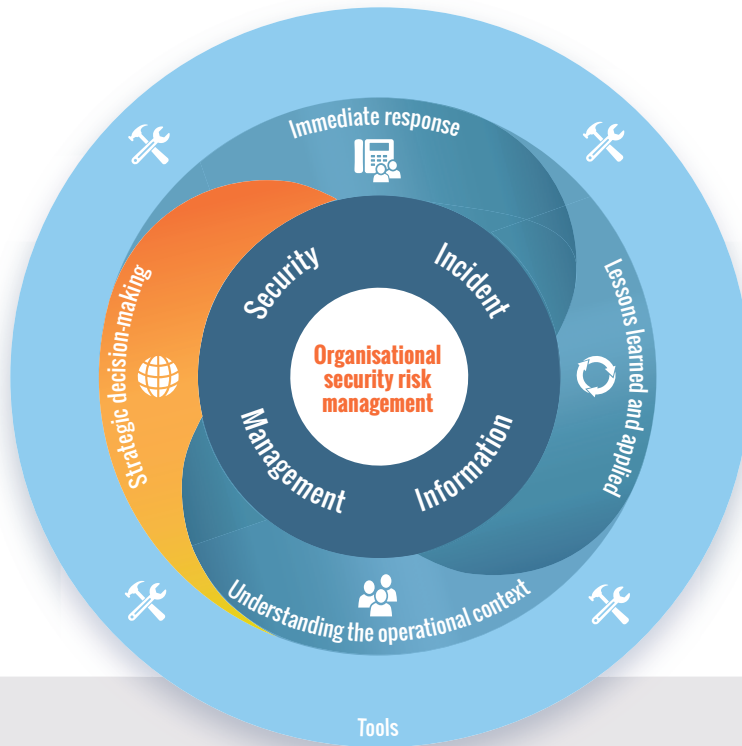 Immediate response
Security
Incident
Strategic decision-making
Lessons learned and applied
Organisational
security risk
management
Management
Information
Understanding the operational context
Tools